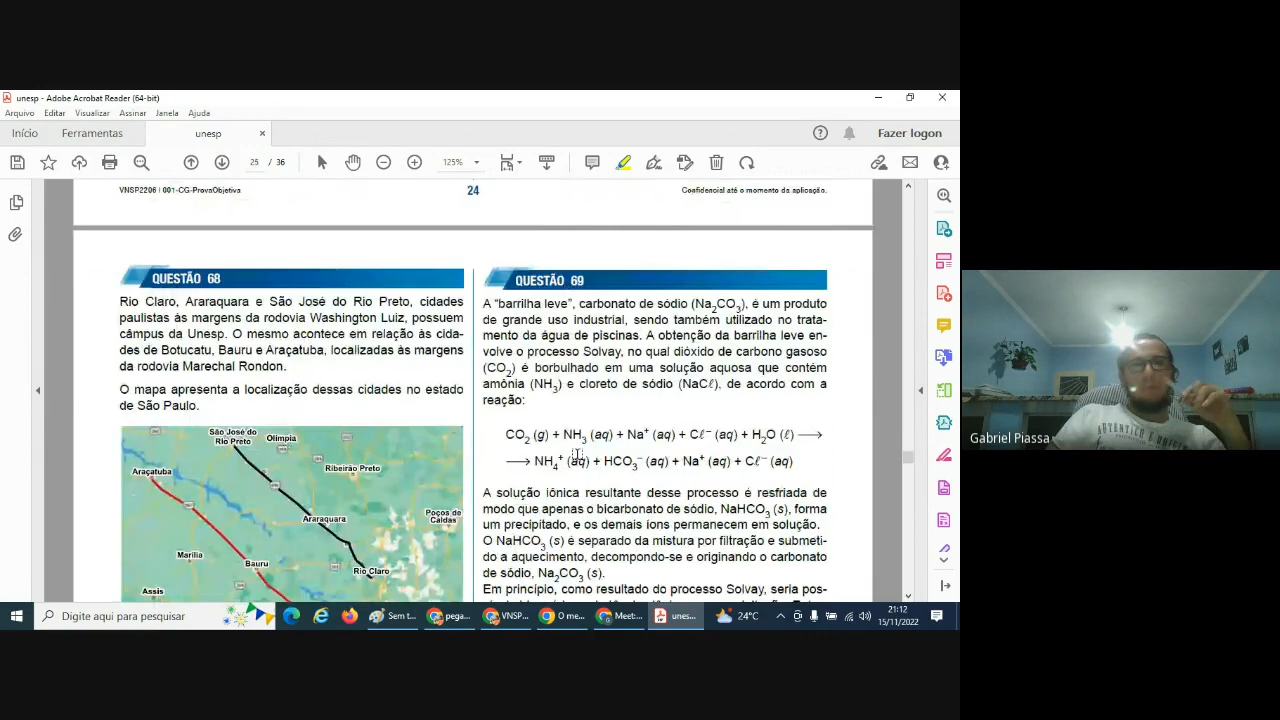 unesp - Adobe Acrobat Reader (64-bit)
Arquivo Editar Visualizar Assinar Janela Ajuda
Início Ferramentas unesp × Fazer logon
25 / 36 125%
VNSP2206 | 001-CG-ProvaObjetiva
24
Confidencial até o momento da aplicação.
QUESTÃO 68
Rio Claro, Araraquara e São José do Rio Preto, cidades
paulistas às margens da rodovia Washington Luiz, possuem
câmpus da Unesp. O mesmo acontece em relação às cida-
des de Botucatu, Bauru e Araçatuba, localizadas às margens
da rodovia Marechal Rondon.
O mapa apresenta a localização dessas cidades no estado
de São Paulo.
São José do
Rio Preto
Olímpia
Araçatuba
Ribeirão Preto
Araraquara
Poços de
Caldas
Marília
Bauru
Rio Claro
Assis
QUESTÃO 69
A “barrilha leve”, carbonato de sódio (Na₂CO₃), é um produto
de grande uso industrial, sendo também utilizado no trata-
mento da água de piscinas. A obtenção da barrilha leve en-
volve o processo Solvay, no qual dióxido de carbono gasoso
(CO₂) é borbulhado em uma solução aquosa que contém
amônia (NH₃) e cloreto de sódio (NaCℓ), de acordo com a
reação:
CO₂ (g) + NH₃ (aq) + Na⁺ (aq) + Cℓ⁻ (aq) + H₂O (ℓ) ⟶
⟶ NH₄⁺ (aq) + HCO₃⁻ (aq) + Na⁺ (aq) + Cℓ⁻ (aq)
A solução iônica resultante desse processo é resfriada de
modo que apenas o bicarbonato de sódio, NaHCO₃ (s), forma
um precipitado, e os demais íons permanecem em solução.
O NaHCO₃ (s) é separado da mistura por filtração e submeti-
do a aquecimento, decompondo-se e originando o carbonato
de sódio, Na₂CO₃ (s).
Em princípio, como resultado do processo Solvay, seria pos-
Gabriel Piassa
Digite aqui para pesquisar
Sem t... pega... VNSP... O me... Meet:... unes... 24°C
21:12
15/11/2022